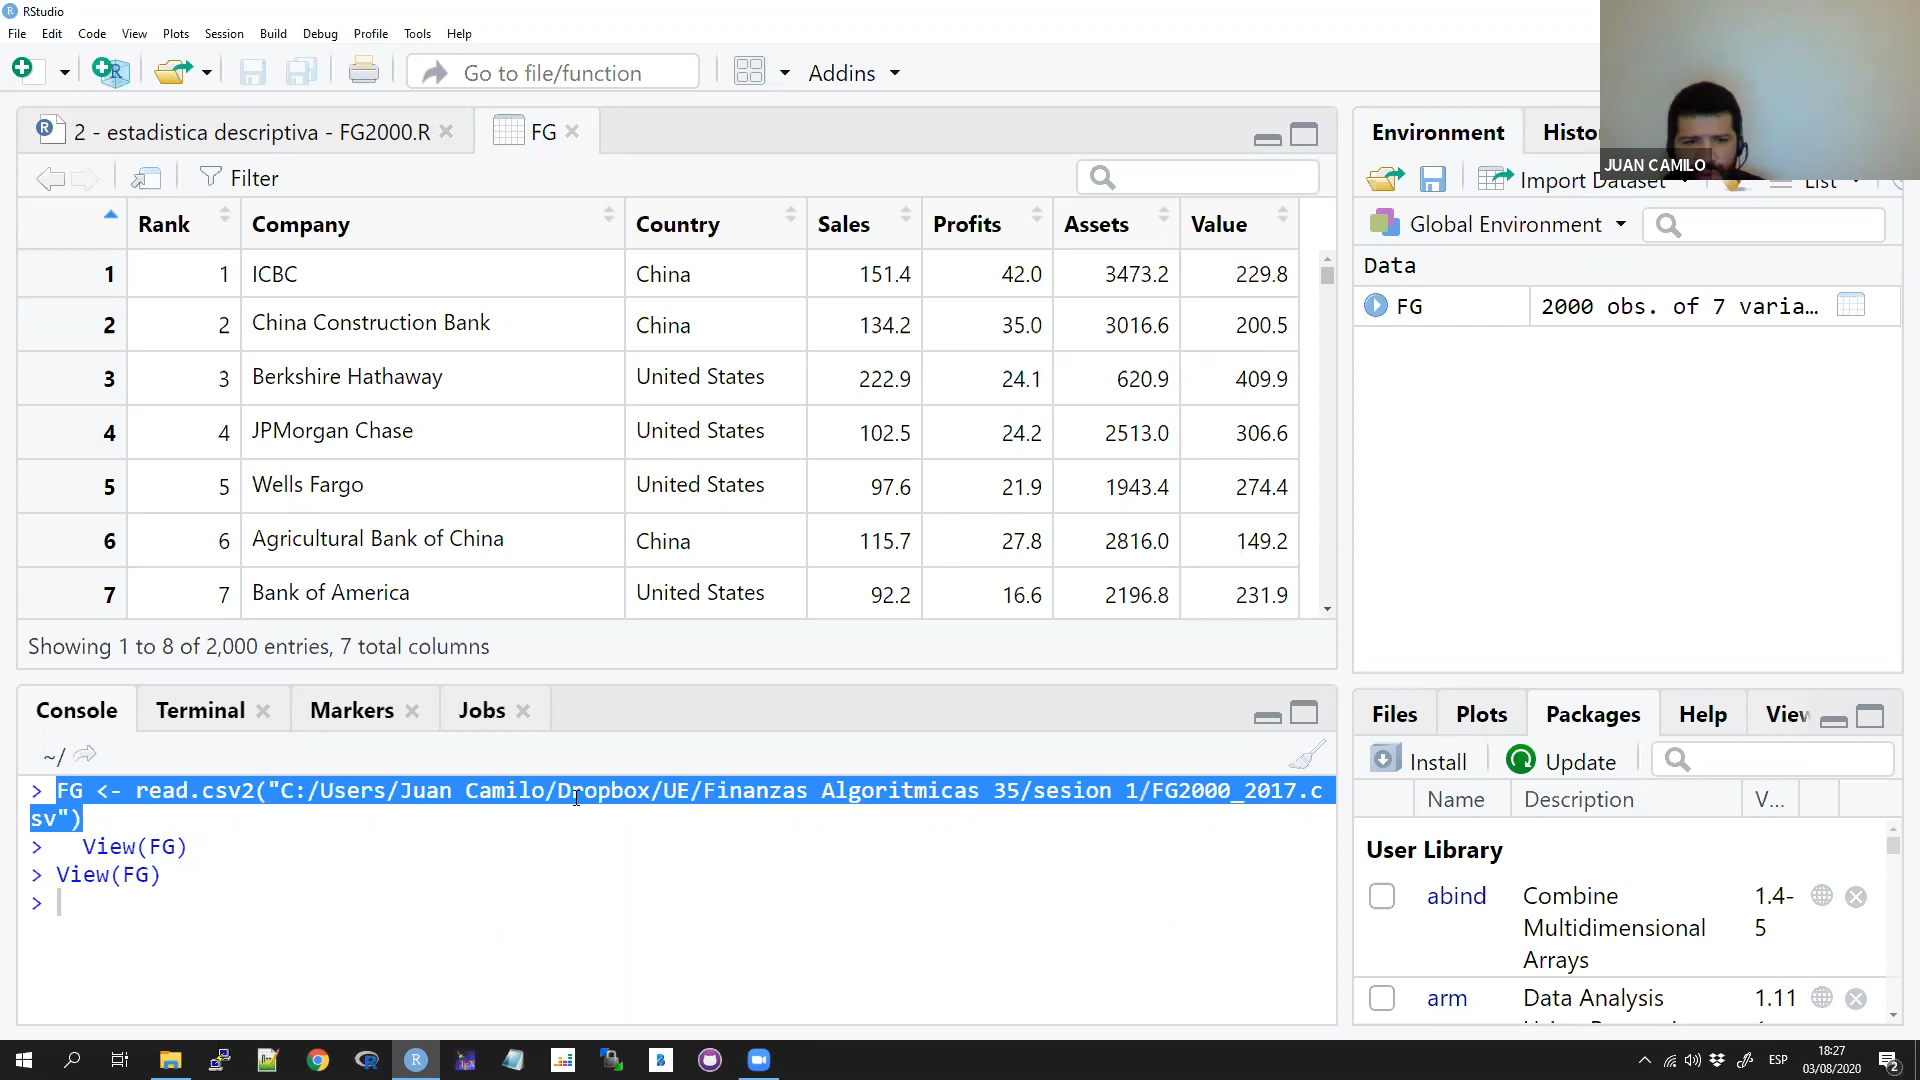 RStudio
File Edit Code View Plots Session Build Debug Profile Tools Help
Go to file/function Addins
2 - estadistica descriptiva - FG2000.R FG
Filter
Rank Company Country Sales Profits Assets Value
1 1 ICBC China 151.4 42.0 3473.2 229.8
2 2 China Construction Bank China 134.2 35.0 3016.6 200.5
3 3 Berkshire Hathaway United States 222.9 24.1 620.9 409.9
4 4 JPMorgan Chase United States 102.5 24.2 2513.0 306.6
5 5 Wells Fargo United States 97.6 21.9 1943.4 274.4
6 6 Agricultural Bank of China China 115.7 27.8 2816.0 149.2
7 7 Bank of America United States 92.2 16.6 2196.8 231.9
Showing 1 to 8 of 2,000 entries, 7 total columns
Console Terminal Markers Jobs
~/
> FG <- read.csv2("C:/Users/Juan Camilo/Dropbox/UE/Finanzas Algoritmicas 35/sesion 1/FG2000_2017.c
sv")
> View(FG)
> View(FG)
>
JUAN CAMILO
Environment Histo
Import Dataset List
Global Environment
Data
FG 2000 obs. of 7 varia…
Files Plots Packages Help View
Install Update
Name Description V...
User Library
abind Combine Multidimensional Arrays 1.4-5
arm Data Analysis 1.11
ESP
18:27
03/08/2020
2